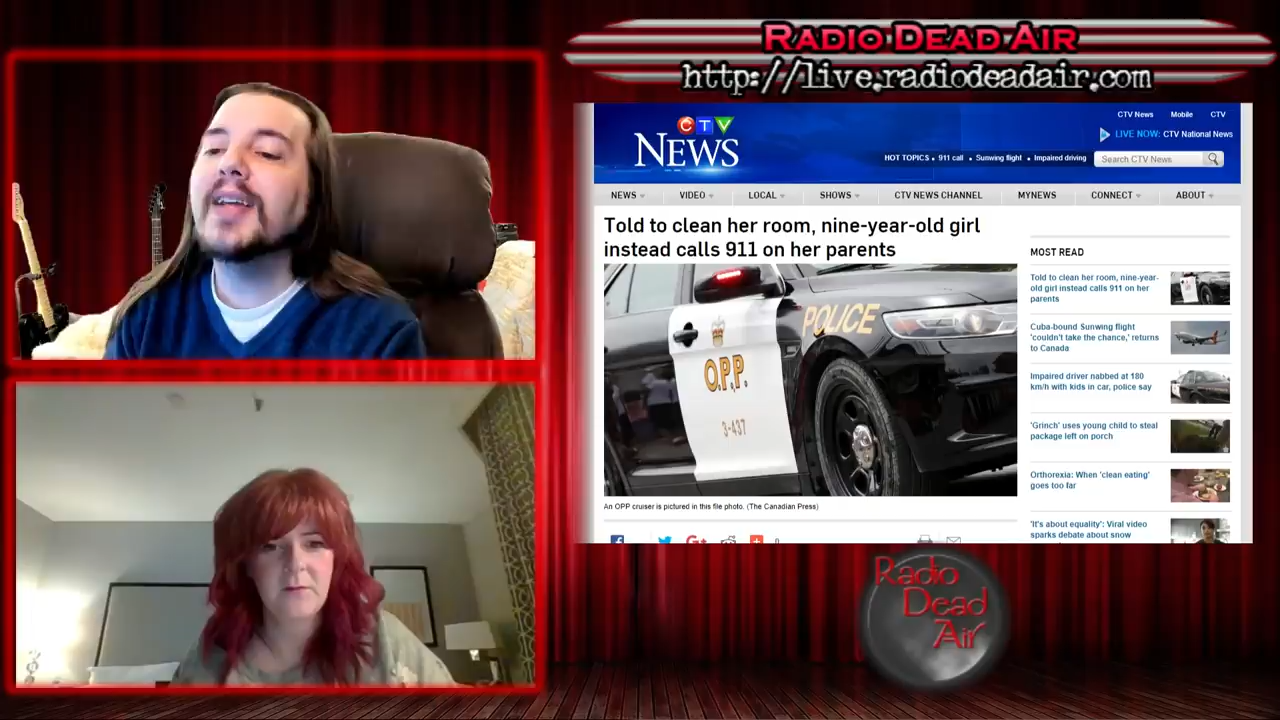 Radio Dead Air
http://live.radiodeadair.com
CTV News Mobile CTV
LIVE NOW: CTV National News
CTV
NEWS
HOT TOPICS • 911 call • Sunwing flight • Impaired driving
Search CTV News
NEWS VIDEO LOCAL SHOWS CTV NEWS CHANNEL MYNEWS CONNECT ABOUT
Told to clean her room, nine-year-old girl
instead calls 911 on her parents
POLICE
O.P.P.
3-437
An OPP cruiser is pictured in this file photo. (The Canadian Press)
MOST READ
Told to clean her room, nine-year-
old girl instead calls 911 on her
parents
Cuba-bound Sunwing flight
'couldn't take the chance,' returns
to Canada
Impaired driver nabbed at 180
km/h with kids in car, police say
'Grinch' uses young child to steal
package left on porch
Orthorexia: When 'clean eating'
goes too far
'It's about equality': Viral video
sparks debate about snow
Radio
Dead
Air